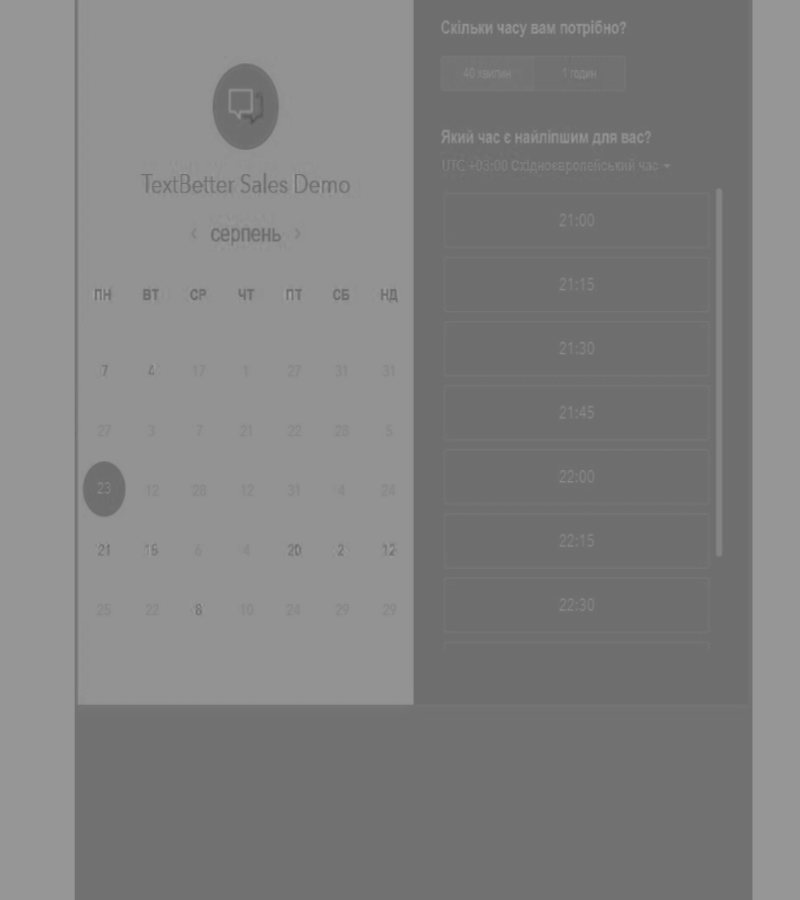 TextBetter Sales Demo
< серпень >
ПН ВТ СР ЧТ ПТ СБ НД
7 4 17 1 27 31 31
27 3 7 21 22 28 5
23 12 28 12 31 4 24
21 15 6 4 20 2 12
25 22 8 10 24 29 29
Скільки часу вам потрібно?
40 хвилин 1 годин
Який час є найліпшим для вас?
UTC +03:00 Східноєвропейський час
21:00
21:15
21:30
21:45
22:00
22:15
22:30